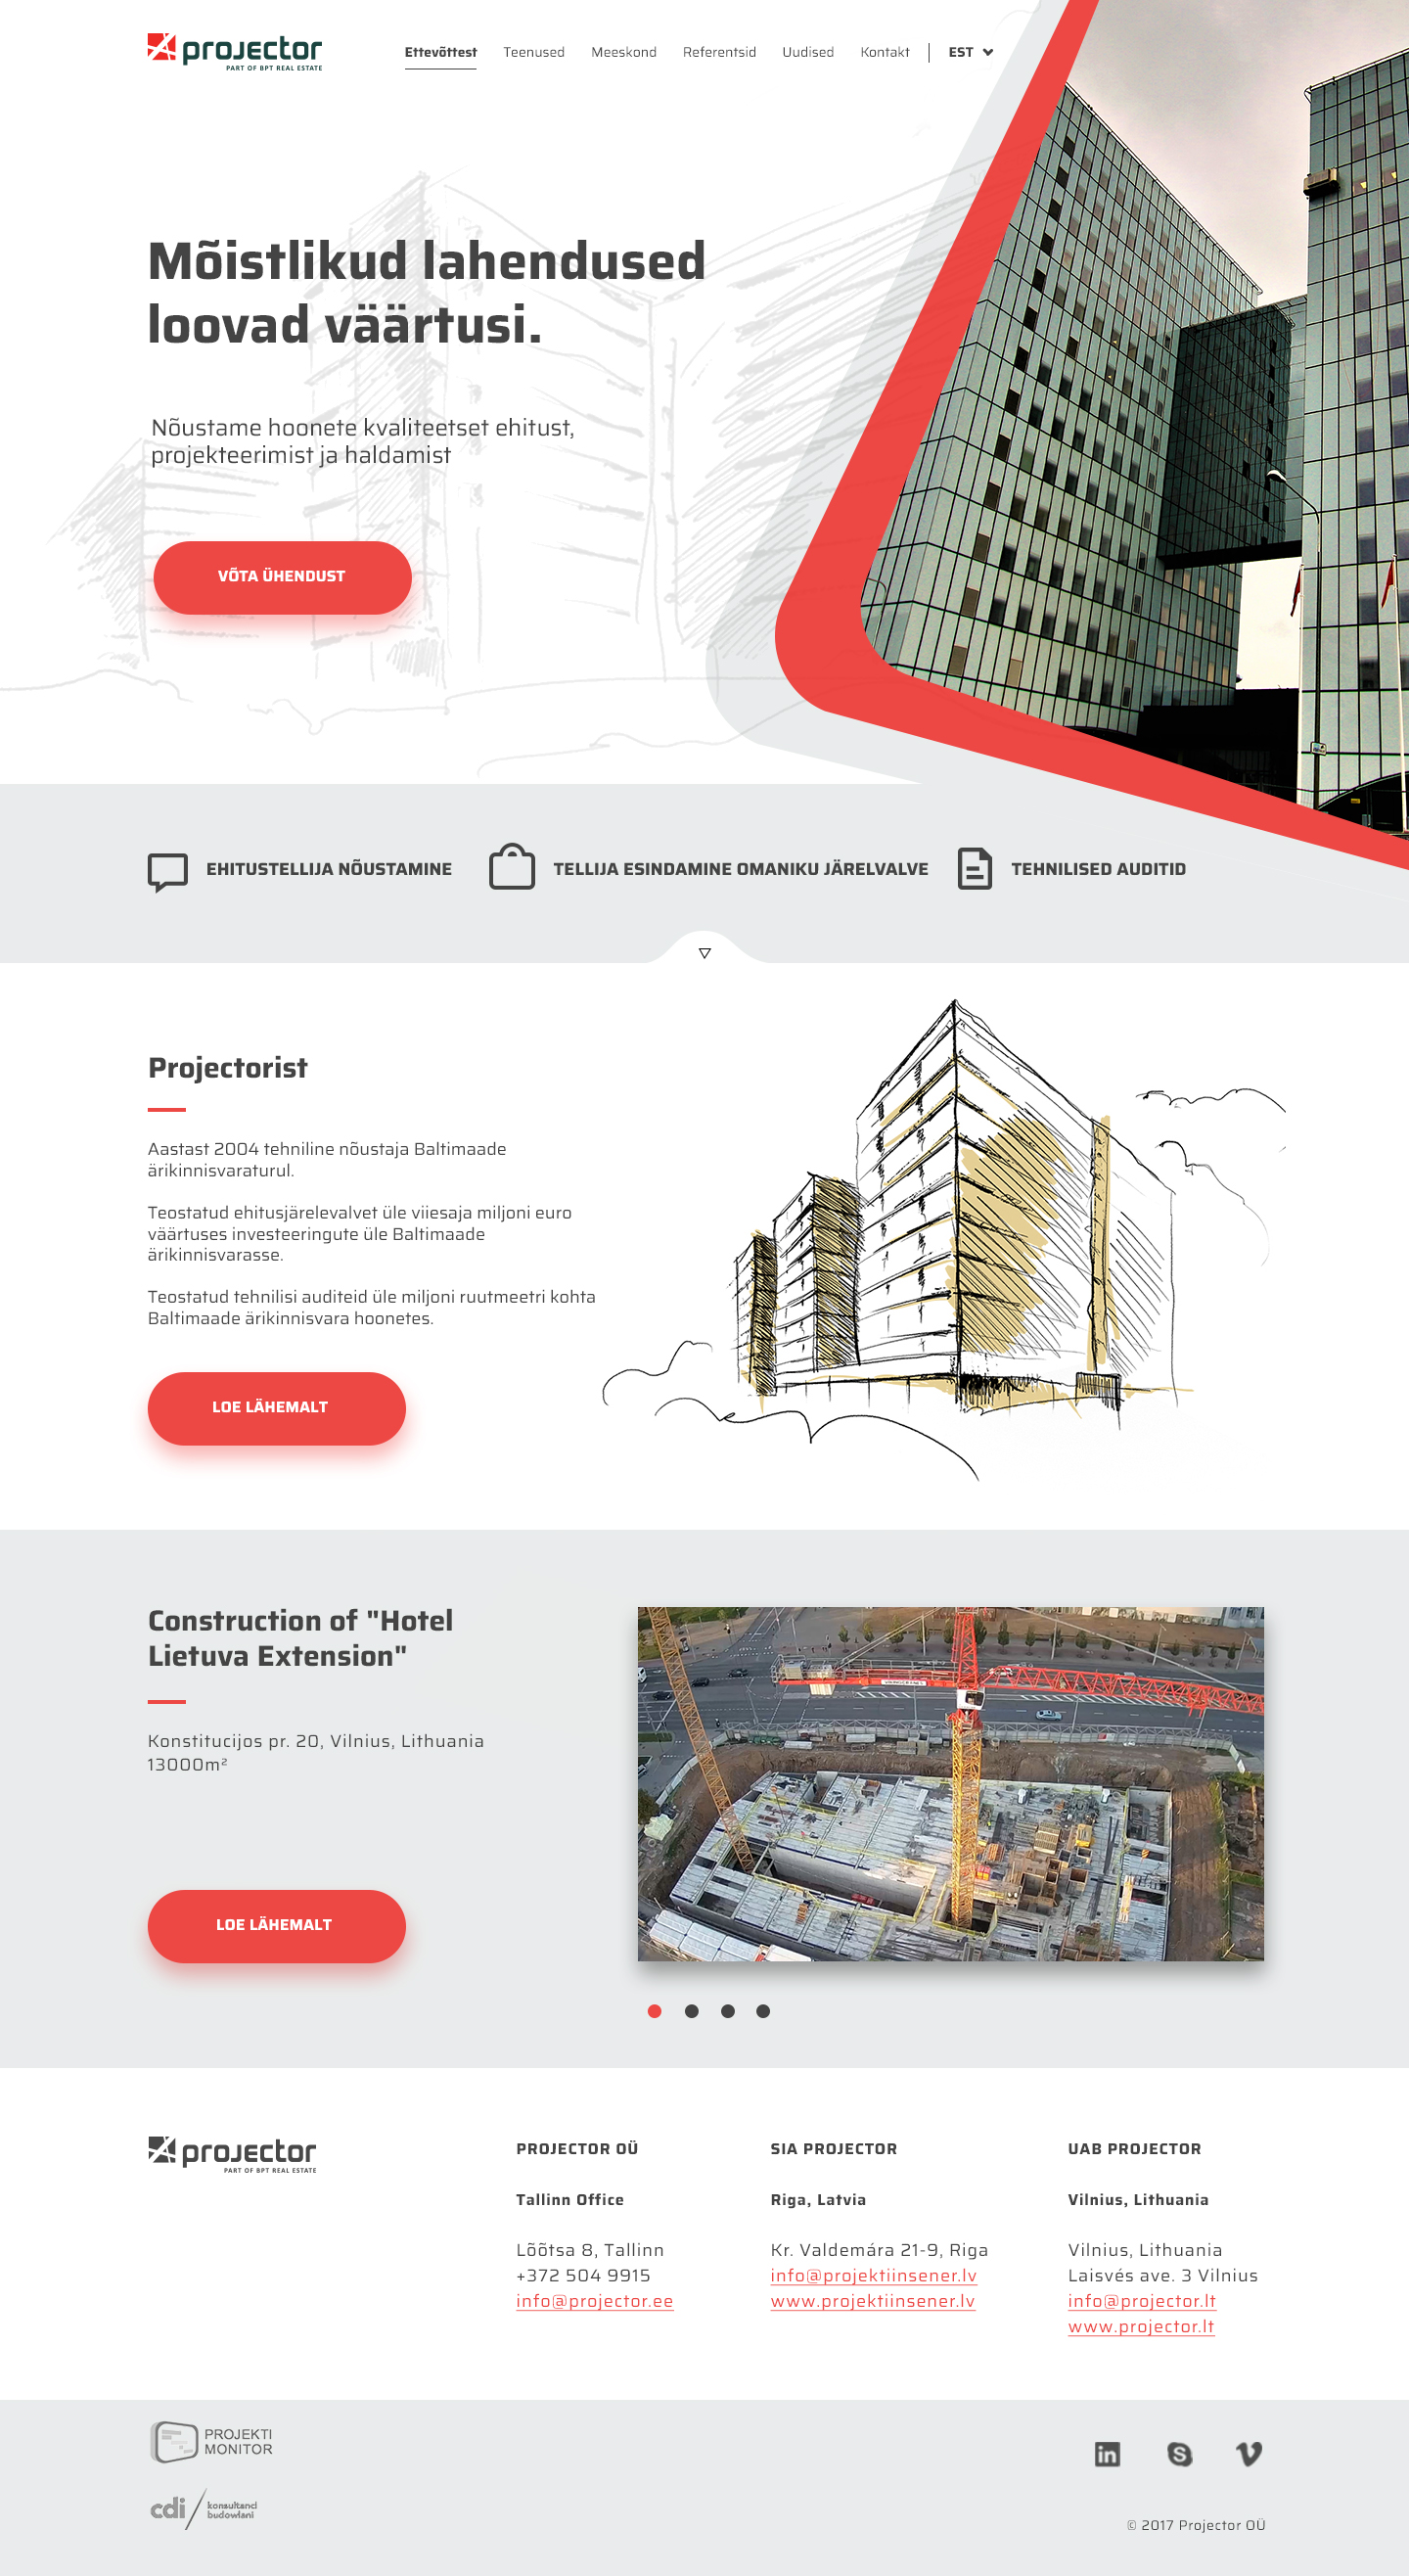 projector
PART OF BPT REAL ESTATE
Ettevõttest Teenused Meeskond Referentsid Uudised Kontakt EST
Mõistlikud lahendused
loovad väärtusi.
Nõustame hoonete kvaliteetset ehitust,
projekteerimist ja haldamist
VÕTA ÜHENDUST
EHITUSTELLIJA NÕUSTAMINE TELLIJA ESINDAMINE OMANIKU JÄRELVALVE TEHNILISED AUDITID
Projectorist
Aastast 2004 tehniline nõustaja Baltimaade
ärikinnisvaraturul.
Teostatud ehitusjärelevalvet üle viiesaja miljoni euro
väärtuses investeeringute üle Baltimaade
ärikinnisvarasse.
Teostatud tehnilisi auditeid üle miljoni ruutmeetri kohta
Baltimaade ärikinnisvara hoonetes.
LOE LÄHEMALT
Construction of "Hotel
Lietuva Extension"
Konstitucijos pr. 20, Vilnius, Lithuania
13000m²
LOE LÄHEMALT
projector
PART OF BPT REAL ESTATE
PROJECTOR OÜ
Tallinn Office
Lõõtsa 8, Tallinn
+372 504 9915
info@projector.ee
SIA PROJECTOR
Riga, Latvia
Kr. Valdemára 21-9, Riga
info@projektiinsener.lv
www.projektiinsener.lv
UAB PROJECTOR
Vilnius, Lithuania
Vilnius, Lithuania
Laisvés ave. 3 Vilnius
info@projector.lt
www.projector.lt
PROJEKTI
MONITOR
cdi konsultanci
budowlani
in S V
© 2017 Projector OÜ